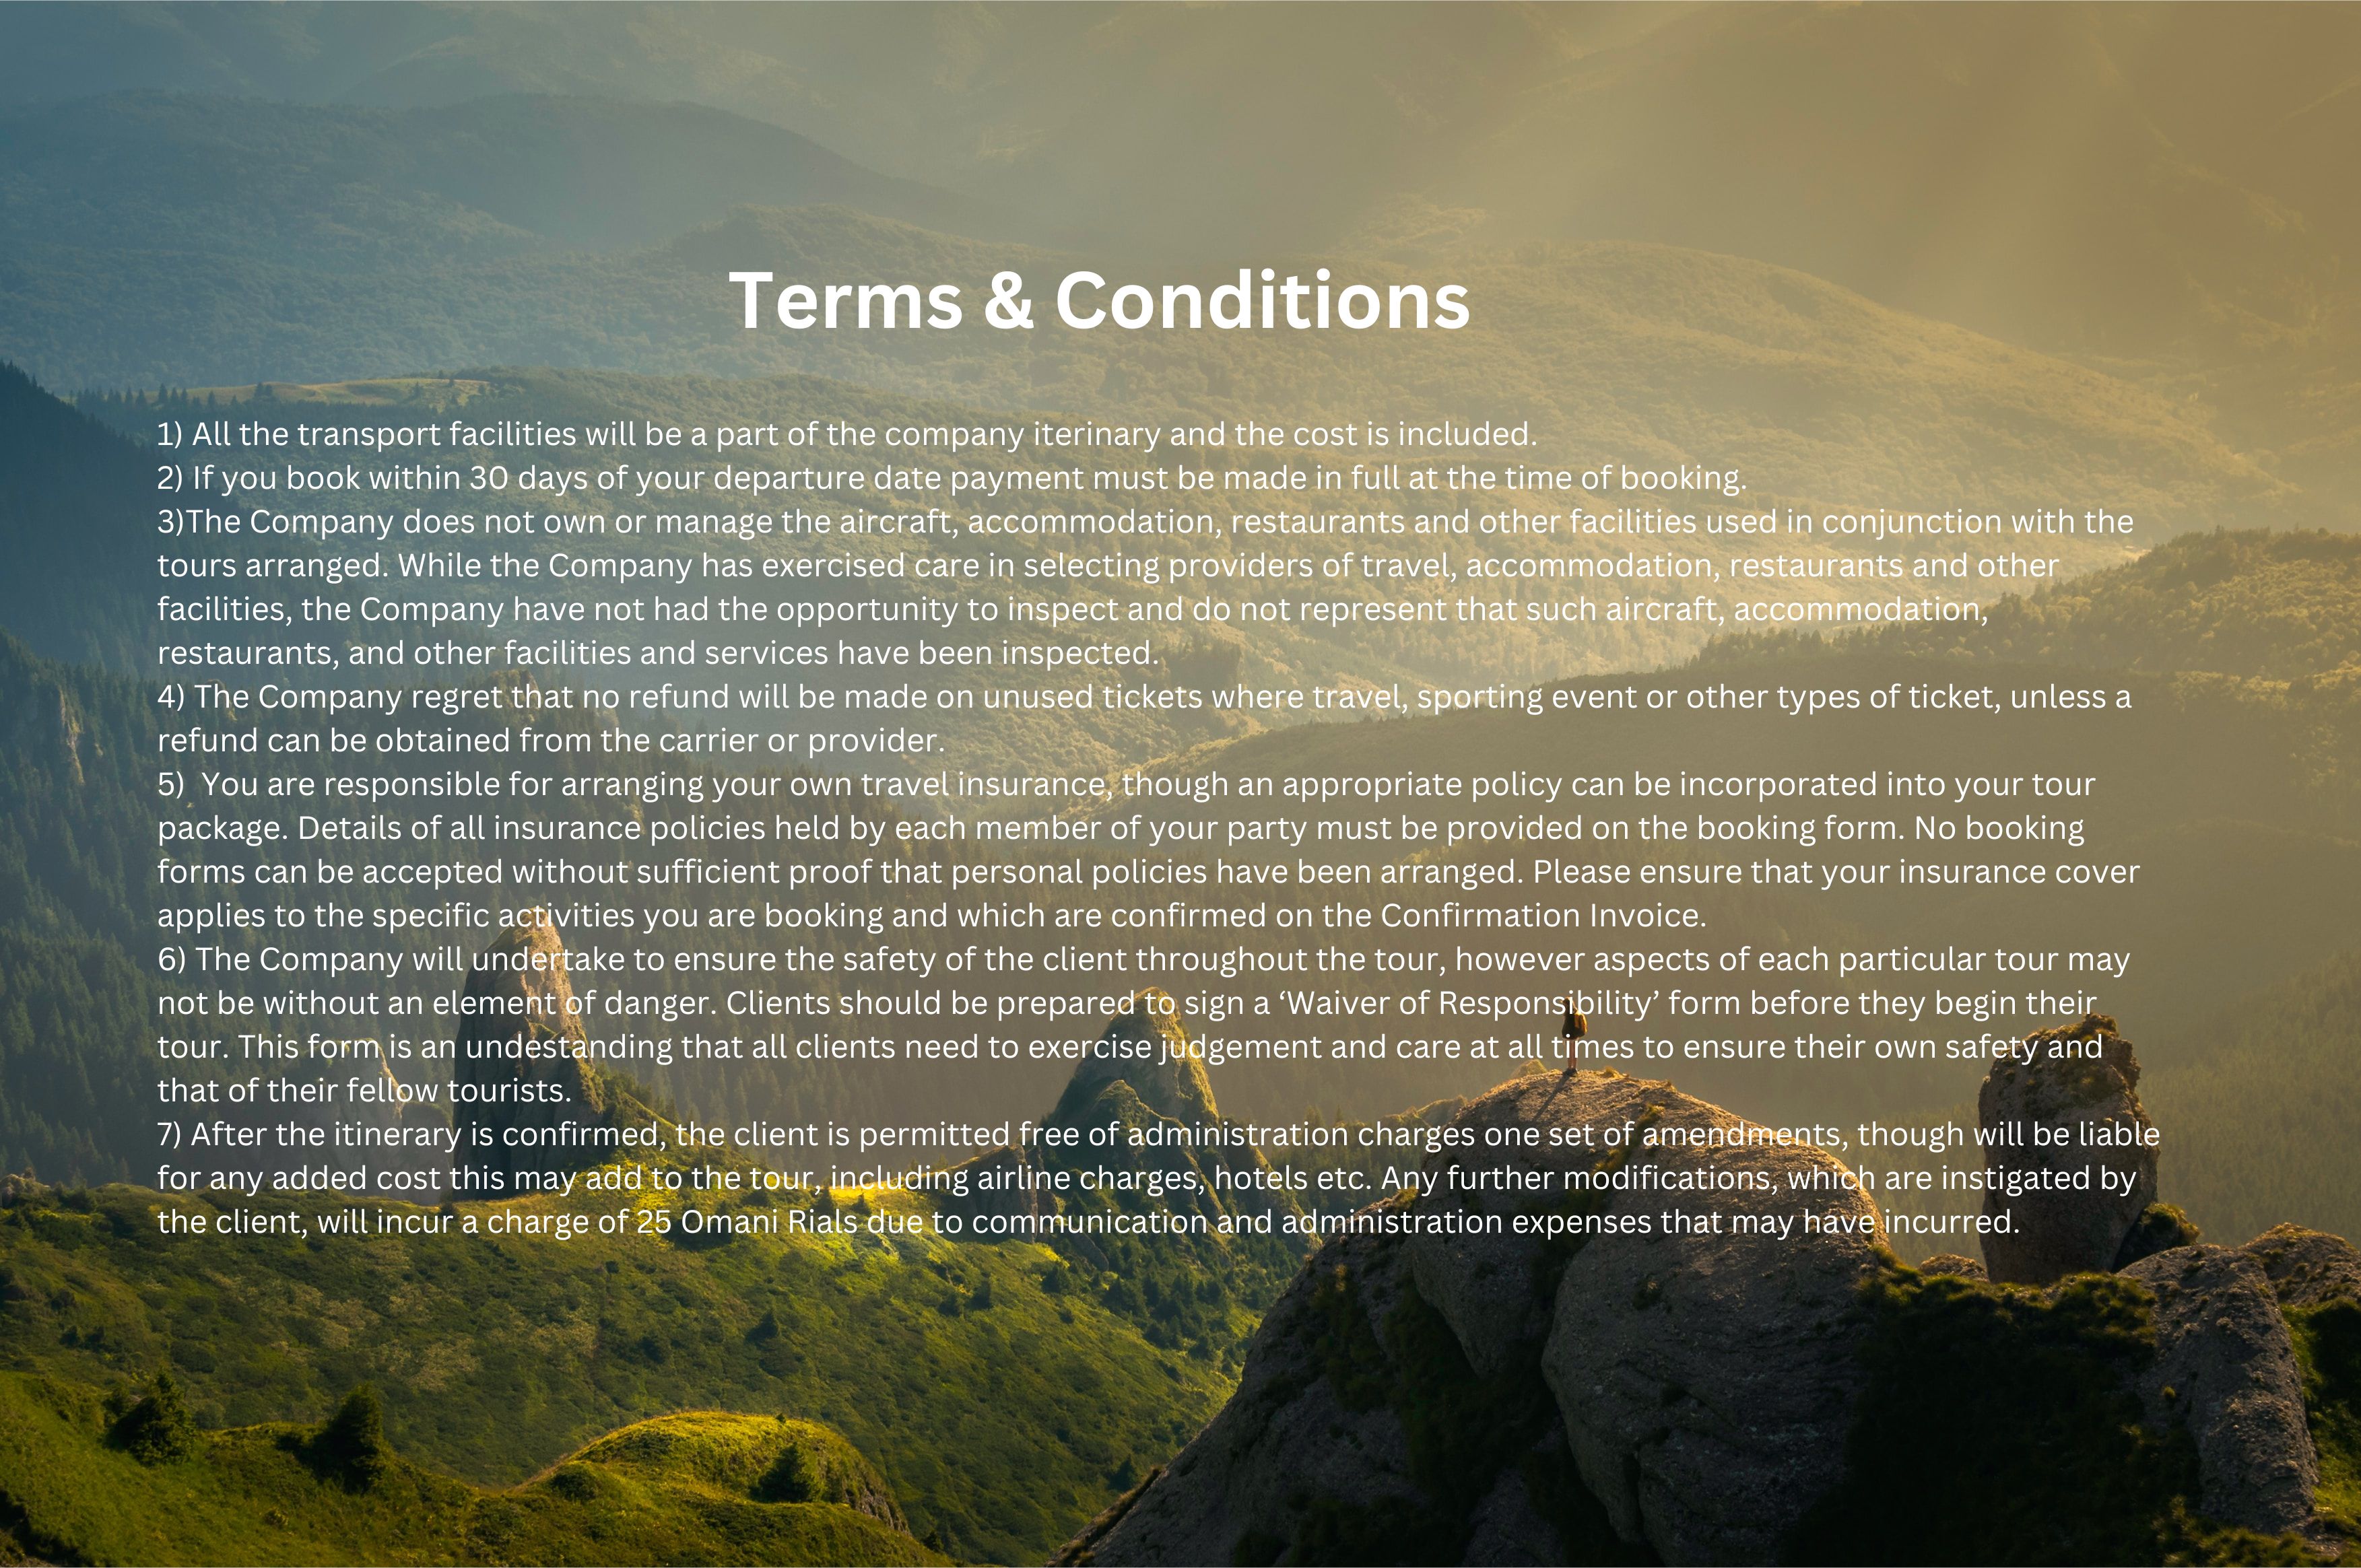 Terms & Conditions
1) All the transport facilities will be a part of the company iterinary and the cost is included.
2) If you book within 30 days of your departure date payment must be made in full at the time of booking.
3)The Company does not own or manage the aircraft, accommodation, restaurants and other facilities used in conjunction with the
tours arranged. While the Company has exercised care in selecting providers of travel, accommodation, restaurants and other
facilities, the Company have not had the opportunity to inspect and do not represent that such aircraft, accommodation,
restaurants, and other facilities and services have been inspected.
4) The Company regret that no refund will be made on unused tickets where travel, sporting event or other types of ticket, unless a
refund can be obtained from the carrier or provider.
5)  You are responsible for arranging your own travel insurance, though an appropriate policy can be incorporated into your tour
package. Details of all insurance policies held by each member of your party must be provided on the booking form. No booking
forms can be accepted without sufficient proof that personal policies have been arranged. Please ensure that your insurance cover
applies to the specific activities you are booking and which are confirmed on the Confirmation Invoice.
6) The Company will undertake to ensure the safety of the client throughout the tour, however aspects of each particular tour may
not be without an element of danger. Clients should be prepared to sign a ‘Waiver of Responsibility’ form before they begin their
tour. This form is an undestanding that all clients need to exercise judgement and care at all times to ensure their own safety and
that of their fellow tourists.
7) After the itinerary is confirmed, the client is permitted free of administration charges one set of amendments, though will be liable
for any added cost this may add to the tour, including airline charges, hotels etc. Any further modifications, which are instigated by
the client, will incur a charge of 25 Omani Rials due to communication and administration expenses that may have incurred.